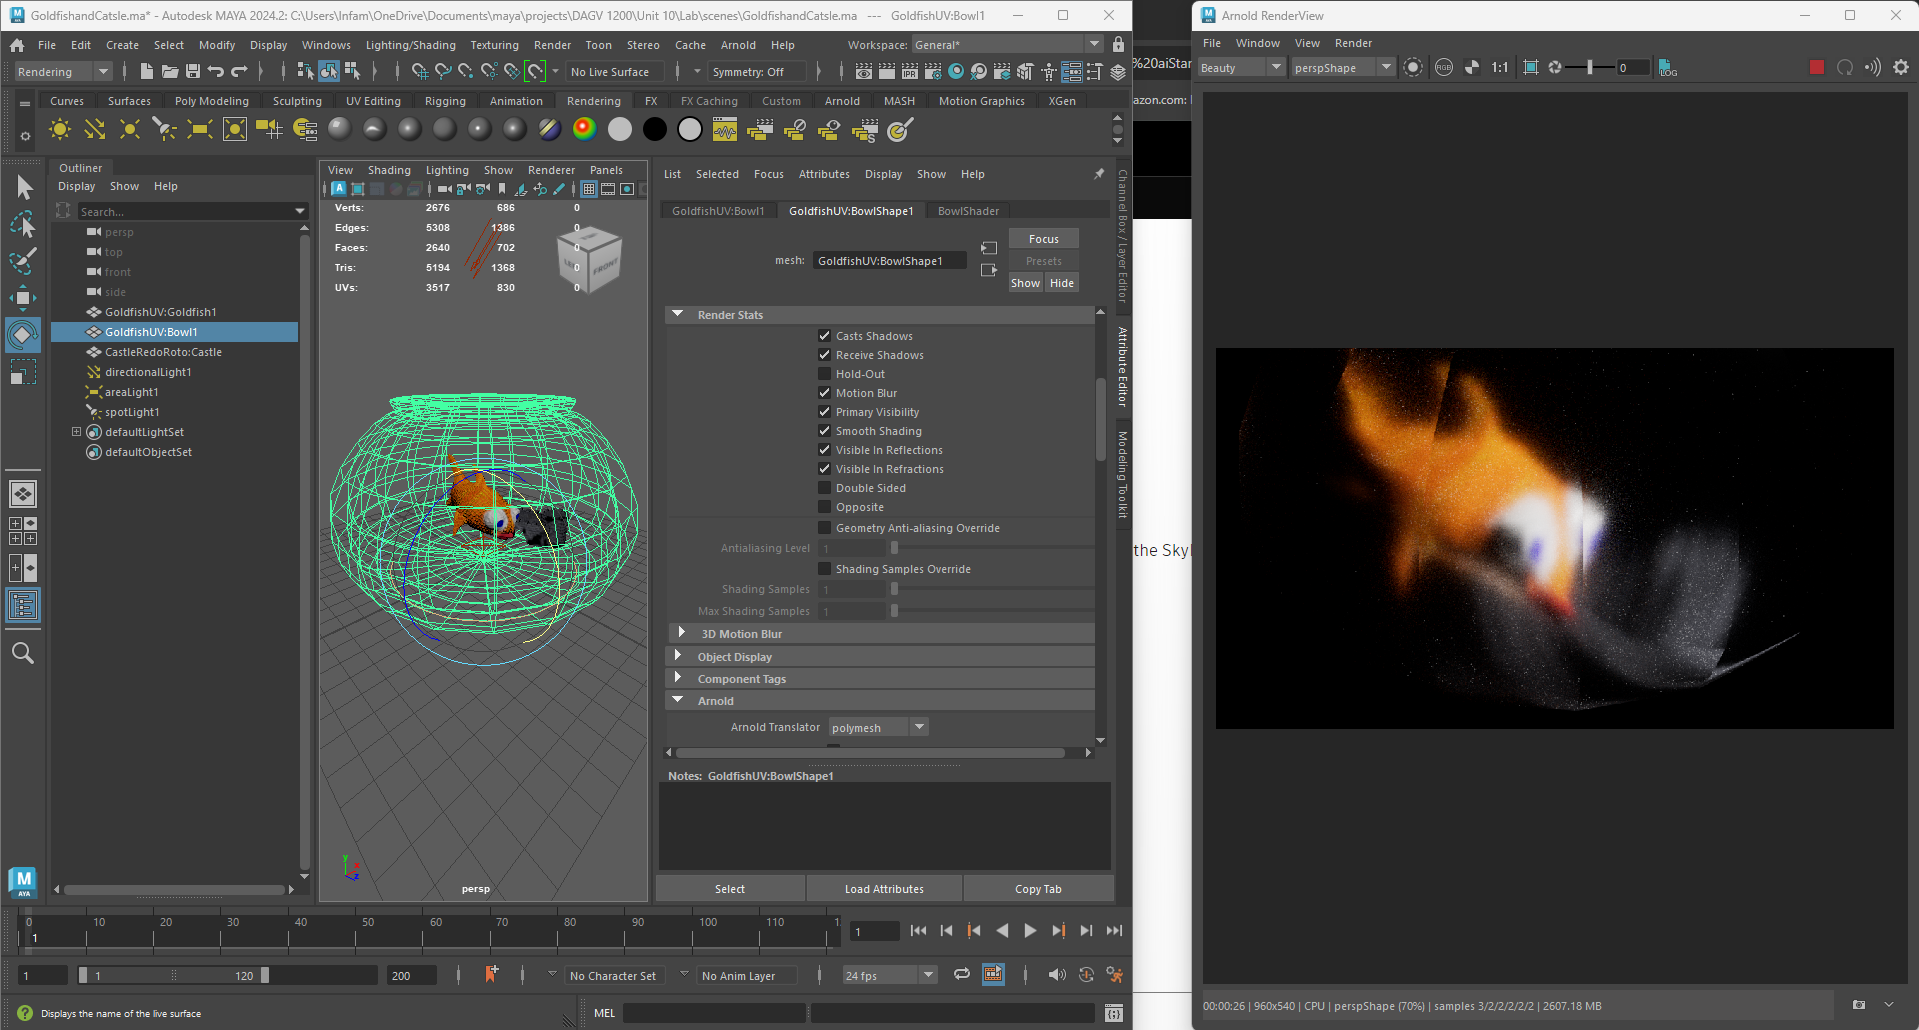 GoldfishandCatsle.ma* - Autodesk MAYA 2024.2: C:\Users\Infam\OneDrive\Documents\maya\projects\DAGV 1200\Unit 10\Lab\scenes\GoldfishandCatsle.ma --- GoldfishUV:Bowl1
File Edit Create Select Modify Display Windows Lighting/Shading Texturing Render Toon Stereo Cache Arnold Help Workspace: General*
Rendering No Live Surface Symmetry: Off IPR
Curves Surfaces Poly Modeling Sculpting UV Editing Rigging Animation Rendering FX FX Caching Custom Arnold MASH Motion Graphics XGen
Outliner
Display Show Help
Search...
persp
top
front
side
GoldfishUV:Goldfish1
GoldfishUV:Bowl1
CastleRedoRoto:Castle
directionalLight1
areaLight1
spotLight1
defaultLightSet
defaultObjectSet
View Shading Lighting Show Renderer Panels
Verts: 2676 686 0
Edges: 5308 1386 0
Faces: 2640 702 0
Tris: 5194 1368 0
UVs: 3517 830 0
FRONT
y
x
z
persp
List Selected Focus Attributes Display Show Help
GoldfishUV:Bowl1 GoldfishUV:BowlShape1 BowlShader
mesh: GoldfishUV:BowlShape1
Focus
Presets
Show Hide
Render Stats
Casts Shadows
Receive Shadows
Hold-Out
Motion Blur
Primary Visibility
Smooth Shading
Visible In Reflections
Visible In Refractions
Double Sided
Opposite
Geometry Anti-aliasing Override
Antialiasing Level 1
Shading Samples Override
Shading Samples 1
Max Shading Samples 1
3D Motion Blur
Object Display
Component Tags
Arnold
Arnold Translator polymesh
Notes: GoldfishUV:BowlShape1
Select Load Attributes Copy Tab
Channel Box / Layer Editor
Attribute Editor
Modeling Toolkit
M
AYA
0 10 20 30 40 50 60 70 80 90 100 110 1
1
1
1 1 120 200 No Character Set No Anim Layer 24 fps
Displays the name of the live surface MEL
%20aiStar
azon.com: I
the Skyl
Arnold RenderView
File Window View Render
Beauty perspShape RGB 1:1 0 LOG
00:00:26 | 960x540 | CPU | perspShape (70%) | samples 3/2/2/2/2/2 | 2607.18 MB